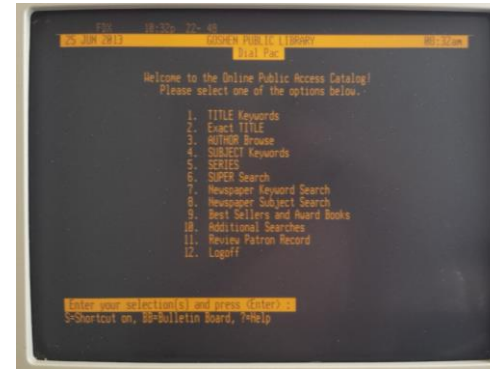 25 JUN 2013 GOSHEN PUBLIC LIBRARY 08:32am
Dial Pac
Welcome to the Online Public Access Catalog!
Please select one of the options below.
1. TITLE Keywords
2. Exact TITLE
3. AUTHOR Browse
4. SUBJECT Keywords
5. SERIES
6. SUPER Search
7. Newspaper Keyword Search
8. Newspaper Subject Search
9. Best Sellers and Award Books
10. Additional Searches
11. Review Patron Record
12. Logoff
Enter your selection(s) and press <Enter> :
S=Shortcut on, BB=Bulletin Board, ?=Help